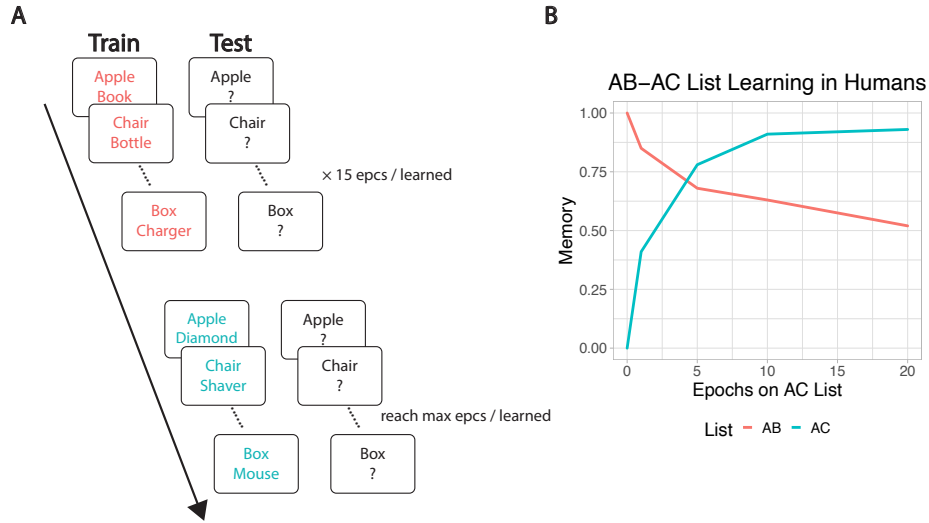 A
Train
Test
Apple
Book
Apple
?
Chair
Bottle
Chair
?
× 15 epcs / learned
Box
Charger
Box
?
Apple
Diamond
Apple
?
Chair
Shaver
Chair
?
reach max epcs / learned
Box
Mouse
Box
?
B
AB–AC List Learning in Humans
Memory
1.00
0.75
0.50
0.25
0.00
0 5 10 15 20
Epochs on AC List
List AB AC